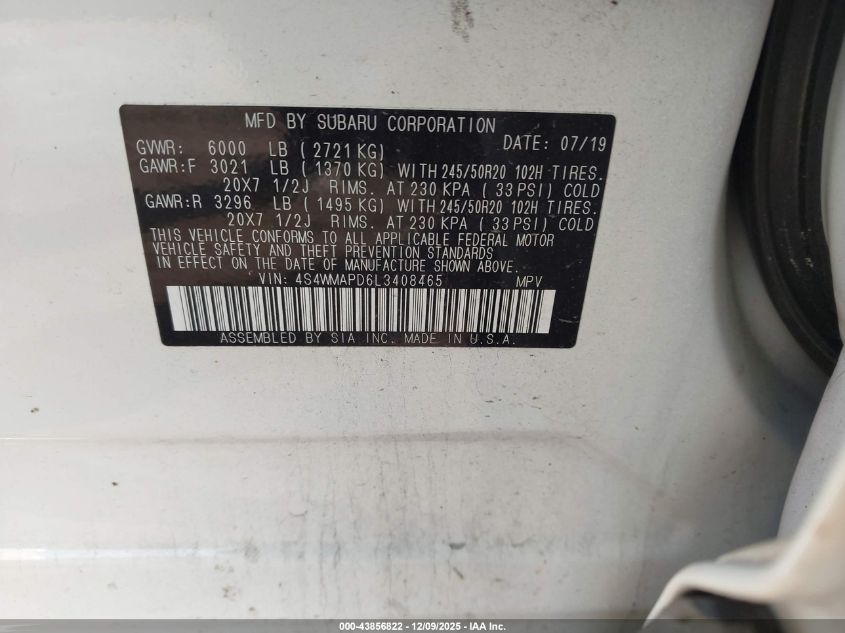 MFD BY SUBARU CORPORATION
GVWR: 6000 LB ( 2721 KG) DATE: 07/19
GAWR:F 3021 LB ( 1370 KG) WITH 245/50R20 102H TIRES.
20X7 1/2J RIMS. AT 230 KPA ( 33 PSI) COLD
GAWR:R 3296 LB ( 1495 KG) WITH 245/50R20 102H TIRES.
20X7 1/2J RIMS. AT 230 KPA ( 33 PSI) COLD
THIS VEHICLE CONFORMS TO ALL APPLICABLE FEDERAL MOTOR
VEHICLE SAFETY AND THEFT PREVENTION STANDARDS
IN EFFECT ON THE DATE OF MANUFACTURE SHOWN ABOVE.
VIN: 4S4WMAPD6L3408465 MPV
ASSEMBLED BY SIA INC. MADE IN U.S.A.
000-43856822 | 12/09/2025 - IAA Inc.